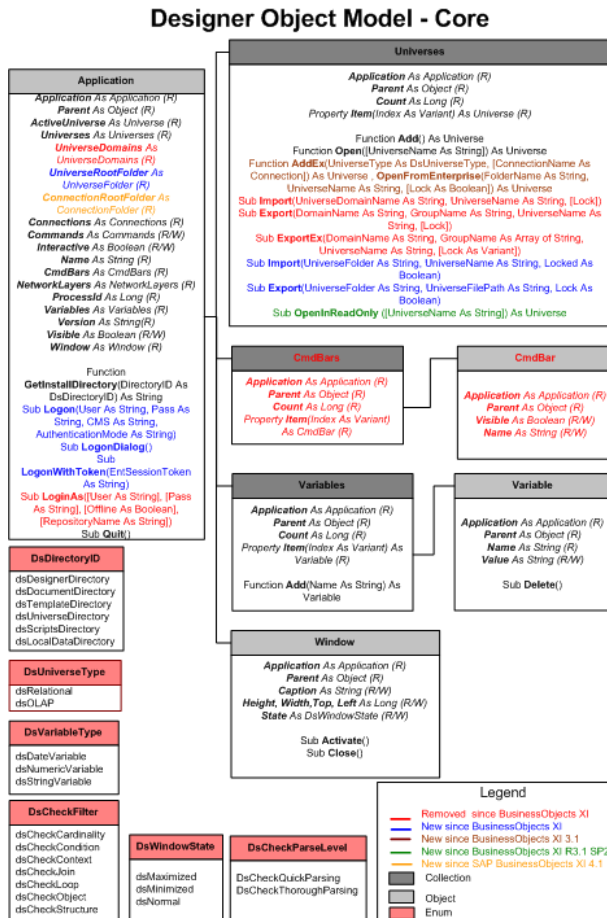 Designer Object Model - Core
Application
Application As Application (R)
Parent As Object (R)
ActiveUniverse As Universe (R)
Universes As Universes (R)
UniverseDomains As
UniverseDomains (R)
UniverseRootFolder As
UniverseFolder (R)
ConnectionRootFolder As
ConnectionFolder (R)
Connections As Connections (R)
Commands As Commands (R/W)
Interactive As Boolean (R/W)
Name As String (R)
CmdBars As CmdBars (R)
NetworkLayers As NetworkLayers (R)
ProcessId As Long (R)
Variables As Variables (R)
Version As String(R)
Visible As Boolean (R/W)
Window As Window (R)
Function
GetInstallDirectory(DirectoryID As
DsDirectoryID) As String
Sub Logon(User As String, Pass As
String, CMS As String,
AuthenticationMode As String)
Sub LogonDialog()
Sub
LogonWithToken(EntSessionToken
As String)
Sub LoginAs([User As String], [Pass
As String], [Offline As Boolean],
[RepositoryName As String])
Sub Quit()
Universes
Application As Application (R)
Parent As Object (R)
Count As Long (R)
Property Item(Index As Variant) As Universe (R)
Function Add() As Universe
Function Open([UniverseName As String]) As Universe
Function AddEx(UniverseType As DsUniverseType, [ConnectionName As
Connection]) As Universe , OpenFromEnterprise(FolderName As String,
UniverseName As String, [Lock As Boolean]) As Universe
Sub Import(UniverseDomainName As String, UniverseName As String, [Lock])
Sub Export(DomainName As String, GroupName As String, UniverseName As
String, [Lock])
Sub ExportEx(DomainName As String, GroupName As Array of String,
UniverseName As String, [Lock As Variant])
Sub Import(UniverseFolder As String, UniverseName As String, Locked As
Boolean)
Sub Export(UniverseFolder As String, UniverseFilePath As String, Lock As
Boolean)
Sub OpenInReadOnly ([UniverseName As String]) As Universe
CmdBars
Application As Application (R)
Parent As Object (R)
Count As Long (R)
Property Item(Index As Variant)
As CmdBar (R)
CmdBar
Application As Application (R)
Parent As Object (R)
Visible As Boolean (R/W)
Name As String (R/W)
Variables
Application As Application (R)
Parent As Object (R)
Count As Long (R)
Property Item(Index As Variant) As
Variable (R)
Function Add(Name As String) As
Variable
Variable
Application As Application (R)
Parent As Object (R)
Name As String (R)
Value As String (R/W)
Sub Delete()
Window
Application As Application (R)
Parent As Object (R)
Caption As String (R/W)
Height, Width,Top, Left As Long (R/W)
State As DsWindowState (R/W)
Sub Activate()
Sub Close()
DsDirectoryID
dsDesignerDirectory
dsDocumentDirectory
dsTemplateDirectory
dsUniverseDirectory
dsScriptsDirectory
dsLocalDataDirectory
DsUniverseType
dsRelational
dsOLAP
DsVariableType
dsDateVariable
dsNumericVariable
dsStringVariable
DsCheckFilter
dsCheckCardinality
dsCheckCondition
dsCheckContext
dsCheckJoin
dsCheckLoop
dsCheckObject
dsCheckStructure
DsWindowState
dsMaximized
dsMinimized
dsNormal
DsCheckParseLevel
DsCheckQuickParsing
DsCheckThoroughParsing
Legend
Removed since BusinessObjects XI
New since BusinessObjects XI
New since BusinessObjects XI 3.1
New since BusinessObjects XI R3.1 SP2
New since SAP BusinessObjects XI 4.1
Collection
Object
Enum